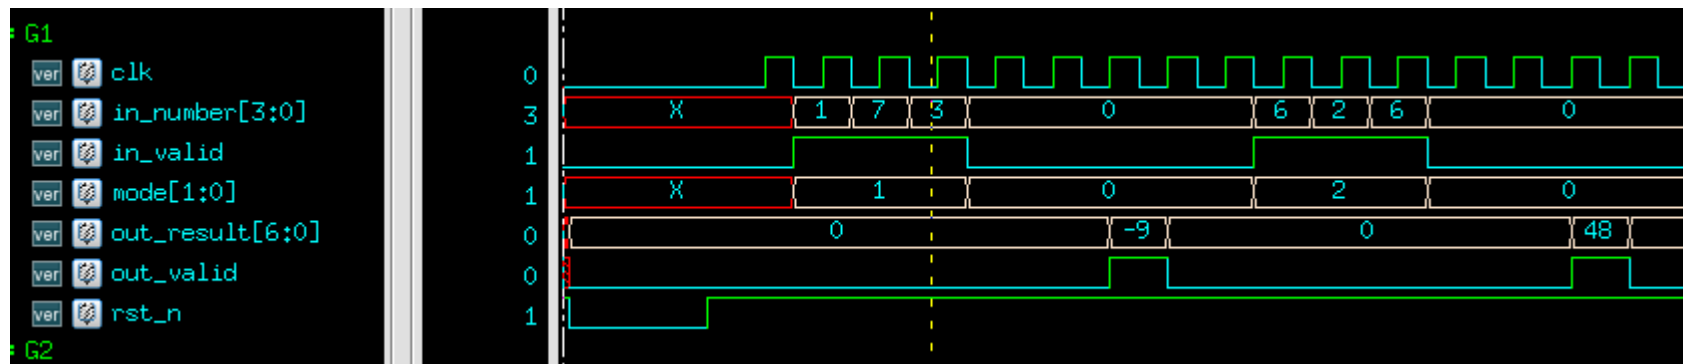 G1
ver clk 0
ver in_number[3:0] 3 X 1 7 3 0 6 2 6 0
ver in_valid 1
ver mode[1:0] 1 X 1 0 2 0
ver out_result[6:0] 0 0 -9 0 48
ver out_valid 0
ver rst_n 1
G2